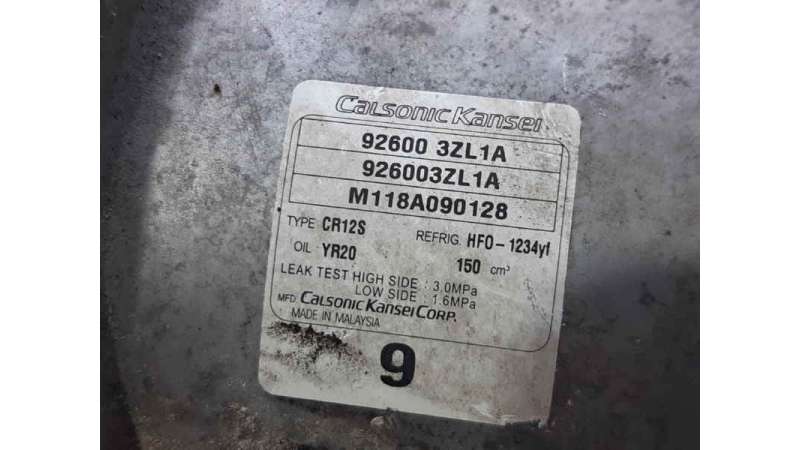 CALSONIC KANSEI
92600 3ZL1A
926003ZL1A
M118A090128
TYPE CR12S REFRIG. HFO-1234yf
OIL YR20 150 cm³
LEAK TEST HIGH SIDE : 3.0MPa
LOW SIDE : 1.6MPa
MFD. CALSONIC KANSEI CORP.
MADE IN MALAYSIA
9